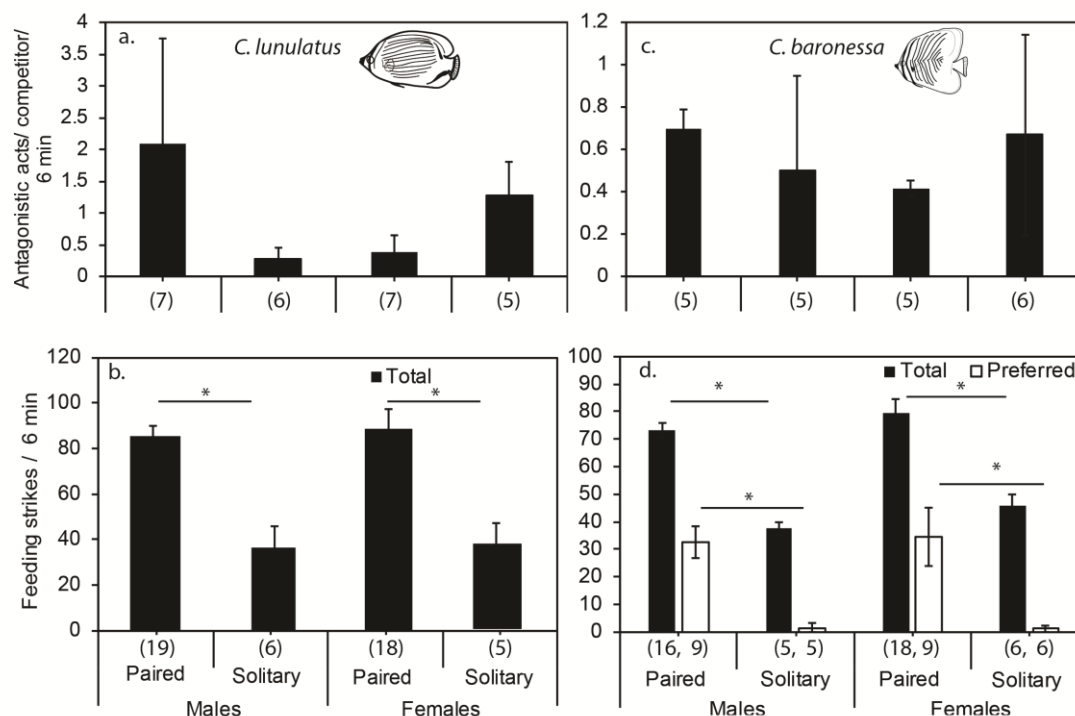 Antagonistic acts/ competitor/
6 min
4
3.5
3
2.5
2
1.5
1
0.5
0
a.
C. lunulatus
(7) (6) (7) (5)
1.2
1
0.8
0.6
0.4
0.2
0
c.
C. baronessa
(5) (5) (5) (6)
Feeding strikes / 6 min
120
100
80
60
40
20
0
b.
Total
* *
(19) (6) (18) (5)
Paired Solitary Paired Solitary
Males Females
100
90
80
70
60
50
40
30
20
10
0
d.
Total Preferred
* *
* *
(16, 9) (5, 5) (18, 9) (6, 6)
Paired Solitary Paired Solitary
Males Females